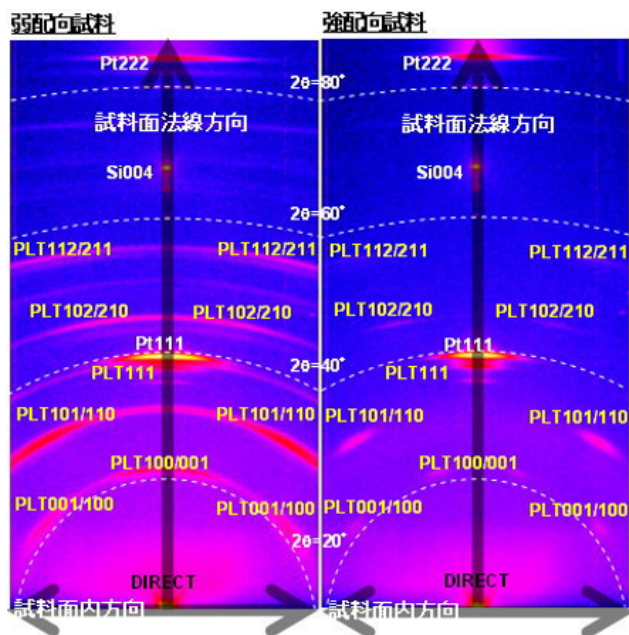 弱配向試料
強配向試料
Pt222
Pt222
2θ=80°
試料面法線方向
試料面法線方向
Si004
Si004
2θ=60°
PLT112/211
PLT112/211
PLT112/211
PLT112/211
PLT102/210
PLT102/210
PLT102/210
PLT102/210
Pt111
Pt111
2θ=40°
PLT111
PLT111
PLT101/110
PLT101/110
PLT101/110
PLT101/110
PLT100/001
PLT100/001
PLT001/100
PLT001/100
PLT001/100
PLT001/100
2θ=20°
DIRECT
DIRECT
試料面内方向
試料面内方向